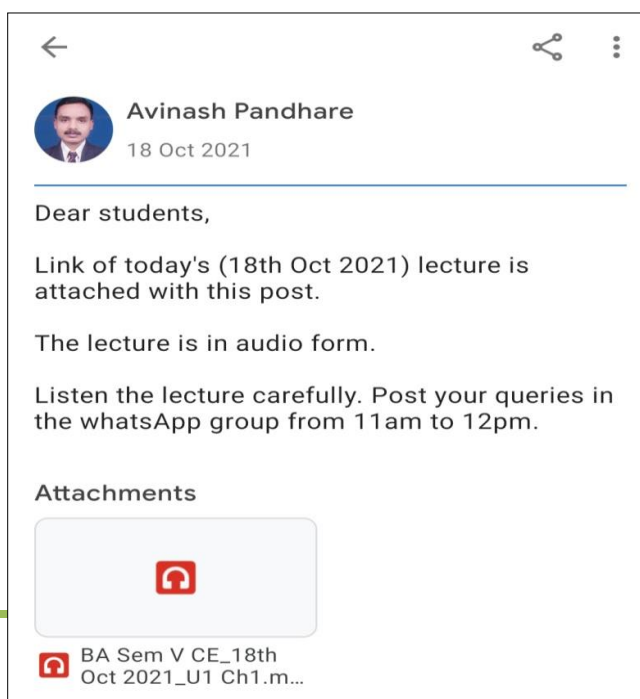 Avinash Pandhare
18 Oct 2021
Dear students,
Link of today's (18th Oct 2021) lecture is
attached with this post.
The lecture is in audio form.
Listen the lecture carefully. Post your queries in
the whatsApp group from 11am to 12pm.
Attachments
BA Sem V CE_18th
Oct 2021_U1 Ch1.m...